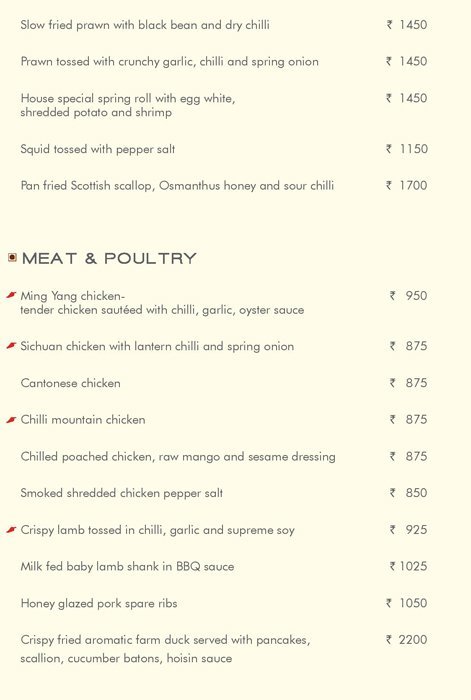 Slow fried prawn with black bean and dry chilli ₹ 1450
Prawn tossed with crunchy garlic, chilli and spring onion ₹ 1450
House special spring roll with egg white, ₹ 1450
shredded potato and shrimp
Squid tossed with pepper salt ₹ 1150
Pan fried Scottish scallop, Osmanthus honey and sour chilli ₹ 1700
MEAT & POULTRY
Ming Yang chicken- ₹ 950
tender chicken sautéed with chilli, garlic, oyster sauce
Sichuan chicken with lantern chilli and spring onion ₹ 875
Cantonese chicken ₹ 875
Chilli mountain chicken ₹ 875
Chilled poached chicken, raw mango and sesame dressing ₹ 875
Smoked shredded chicken pepper salt ₹ 850
Crispy lamb tossed in chilli, garlic and supreme soy ₹ 925
Milk fed baby lamb shank in BBQ sauce ₹ 1025
Honey glazed pork spare ribs ₹ 1050
Crispy fried aromatic farm duck served with pancakes, ₹ 2200
scallion, cucumber batons, hoisin sauce